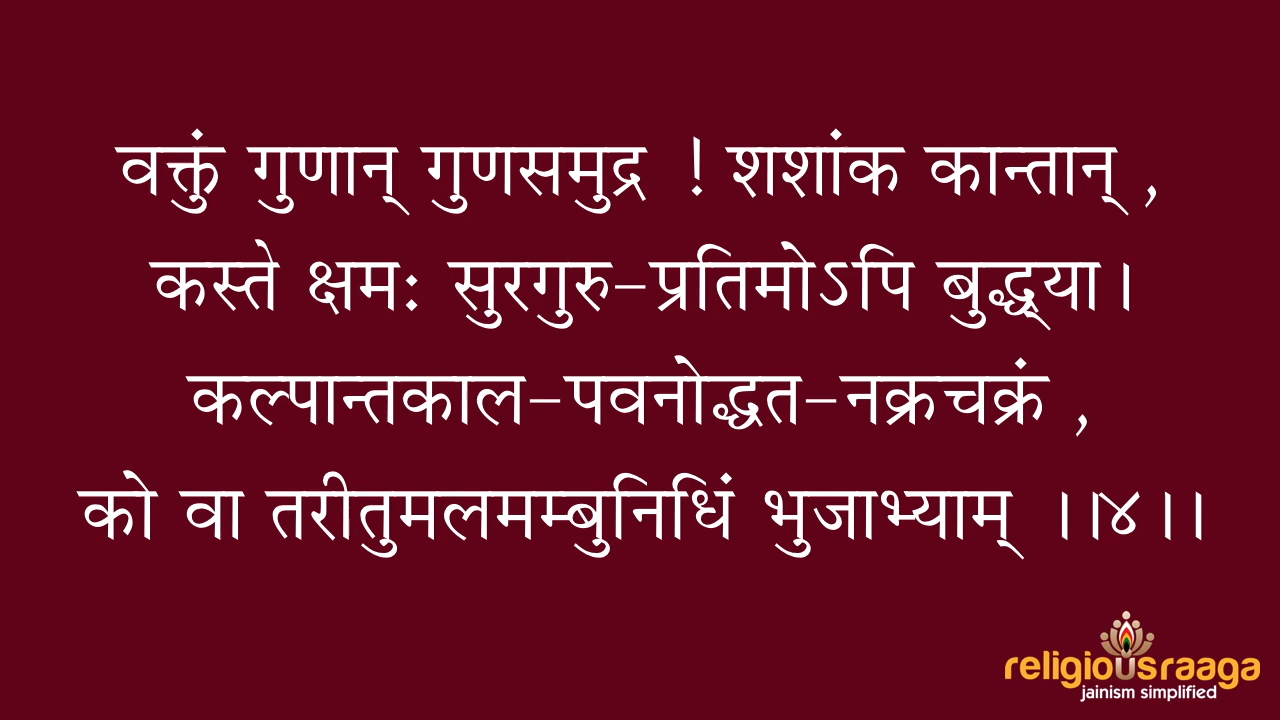 वक्तुं गुणान् गुणसमुद्र ! शशांक कान्तान् ,
कस्ते क्षमः सुरगुरु-प्रतिमोऽपि बुद्ध्या।
कल्पान्तकाल-पवनोद्धत-नक्रचक्रं ,
को वा तरीतुमलमम्बुनिधिं भुजाभ्याम् ।।४।।
religiousraaga
jainism simplified